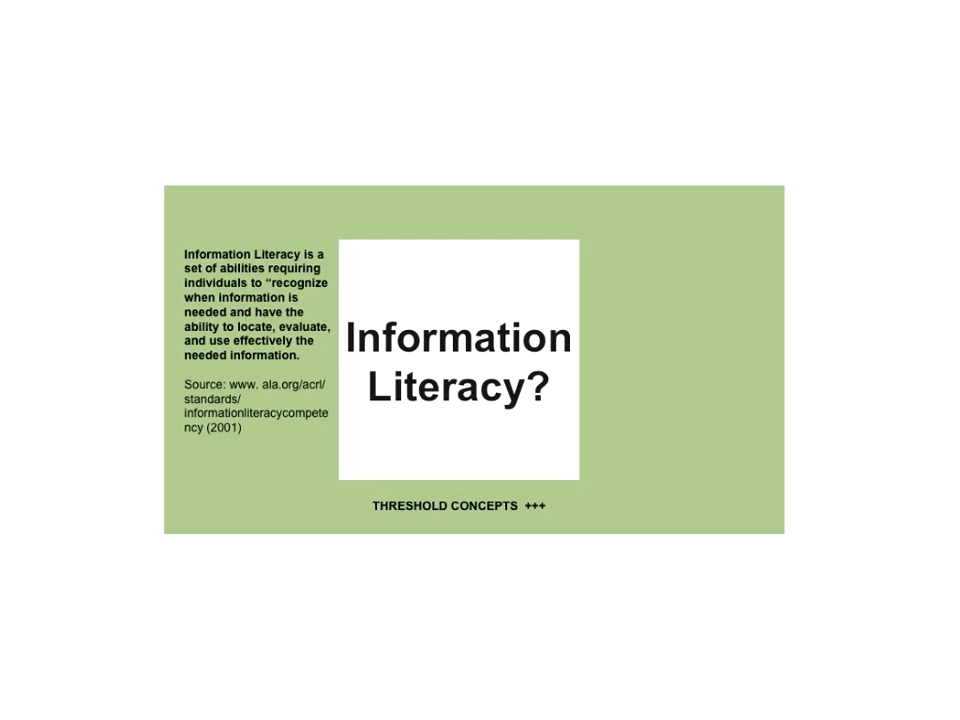 Information Literacy is a
set of abilities requiring
individuals to “recognize
when information is
needed and have the
ability to locate, evaluate,
and use effectively the
needed information.
Source: www. ala.org/acrl/
standards/
informationliteracycompete
ncy (2001)
Information
Literacy?
THRESHOLD CONCEPTS +++